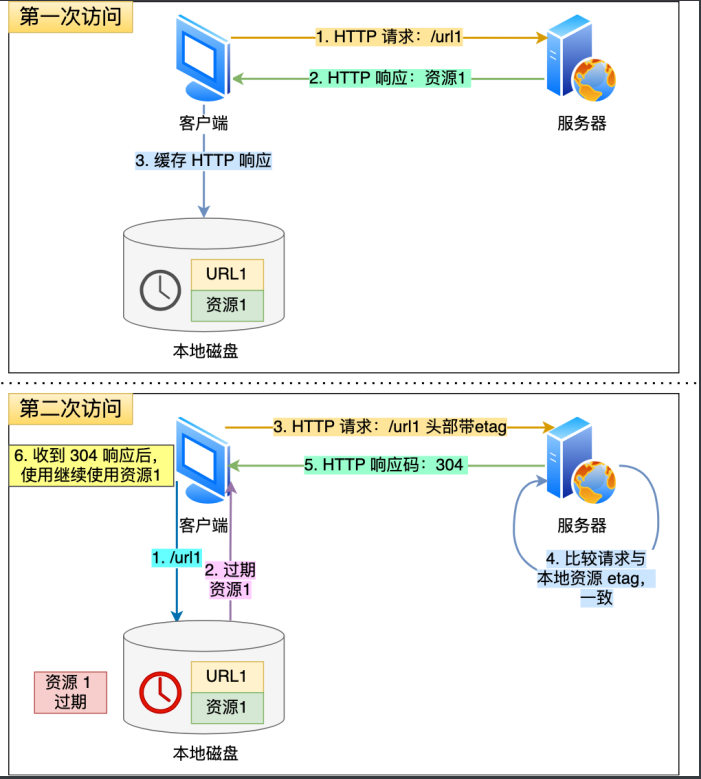 第一次访问
1. HTTP 请求：/url1
2. HTTP 响应：资源1
客户端
服务器
3. 缓存 HTTP 响应
URL1
资源1
本地磁盘
第二次访问
3. HTTP 请求：/url1 头部带etag
6. 收到 304 响应后，
使用继续使用资源1
5. HTTP 响应码：304
客户端
服务器
1. /url1
2. 过期
资源1
4. 比较请求与
本地资源 etag，
一致
URL1
资源1
资源 1
过期
本地磁盘